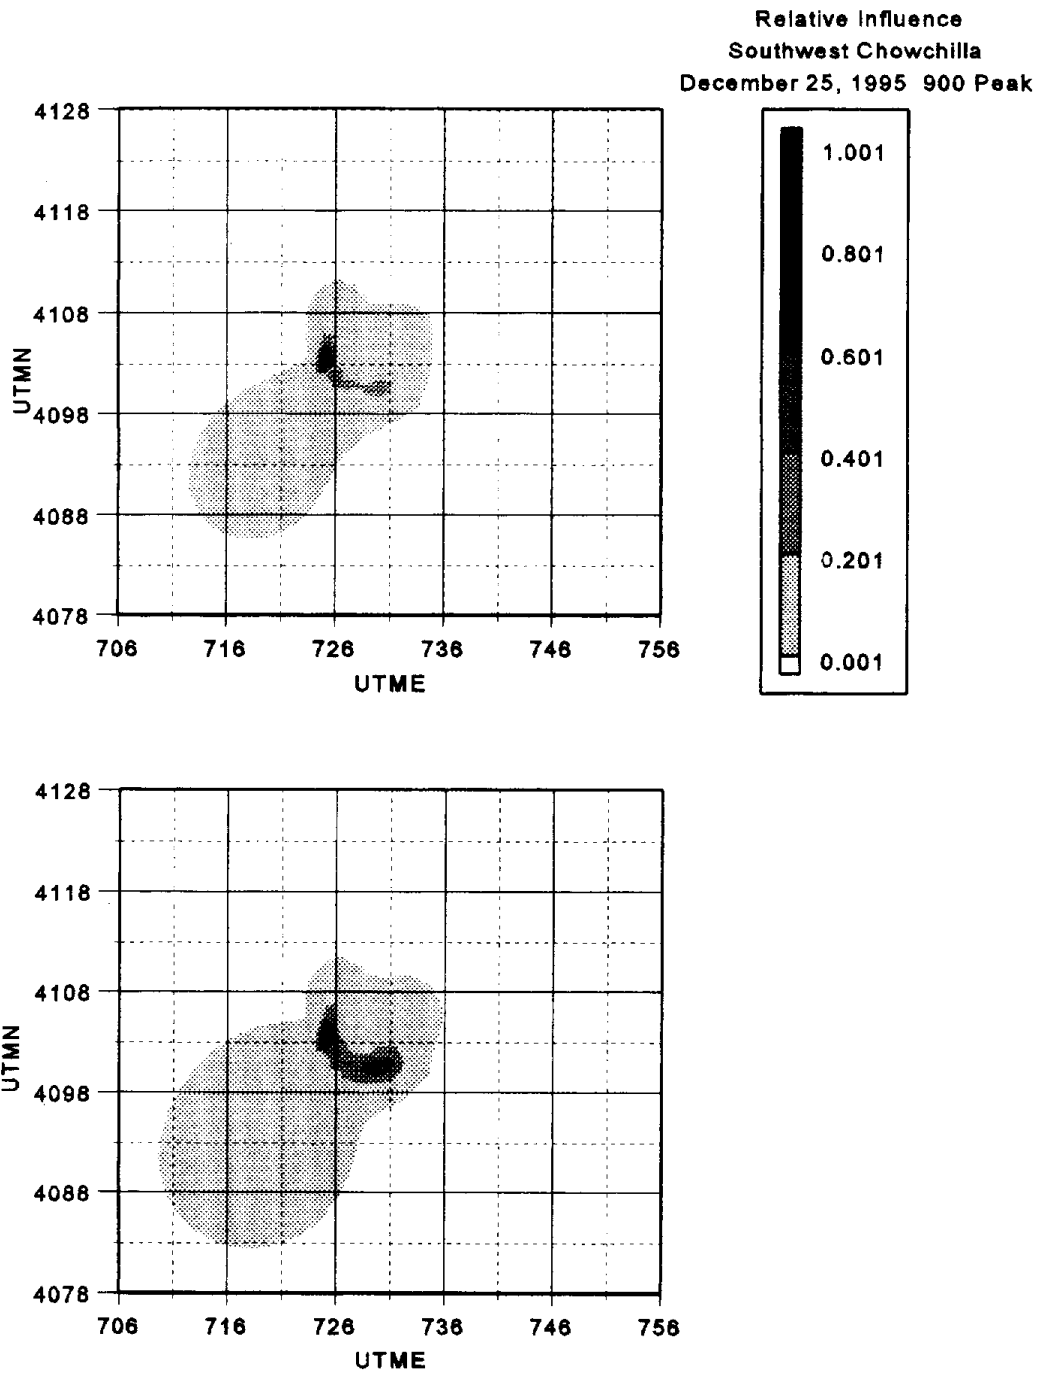 Relative Influence
Southwest Chowchilla
December 25, 1995 900 Peak
4128
4118
4108
4098
4088
4078
UTMN
706 716 726 736 746 756
UTME
1.001
0.801
0.601
0.401
0.201
0.001
4128
4118
4108
4098
4088
4078
UTMN
706 716 726 736 746 756
UTME